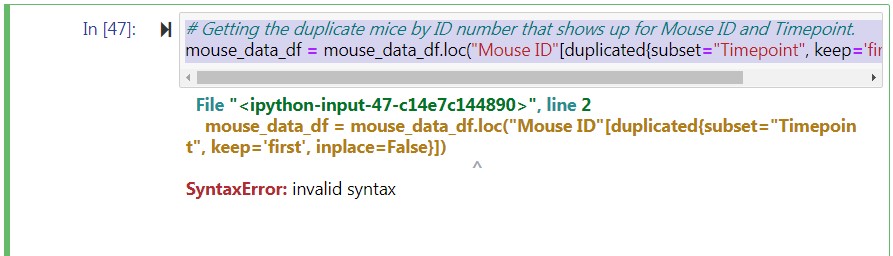 In [47]:
# Getting the duplicate mice by ID number that shows up for Mouse ID and Timepoint.
mouse_data_df = mouse_data_df.loc("Mouse ID"[duplicated{subset="Timepoint", keep='fir
File "<ipython-input-47-c14e7c144890>", line 2
mouse_data_df = mouse_data_df.loc("Mouse ID"[duplicated{subset="Timepoin
t", keep='first', inplace=False}])
^
SyntaxError: invalid syntax